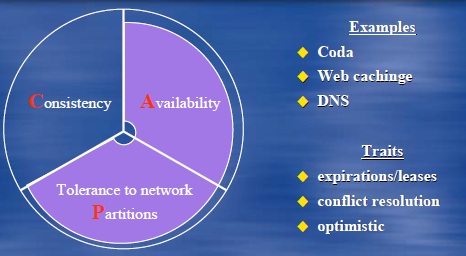 Consistency
Availability
Tolerance to network
Partitions
Examples
Coda
Web cachinge
DNS
Traits
expirations/leases
conflict resolution
optimistic